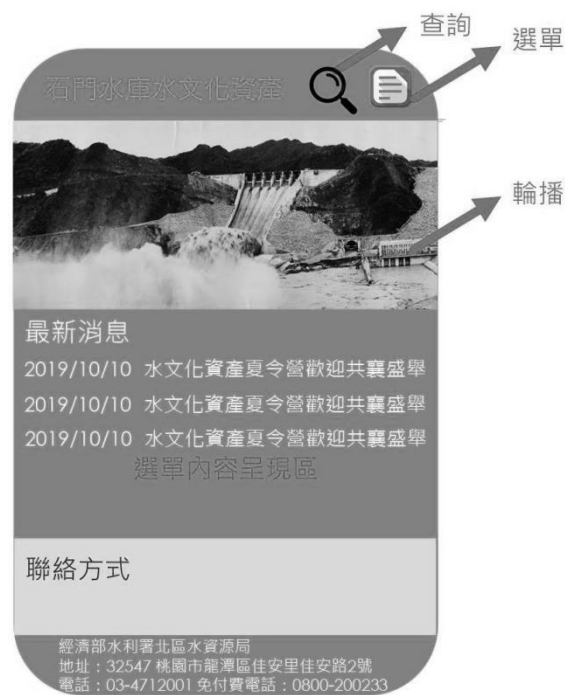 查詢
選單
石門水庫水文化資產
輪播
最新消息
2019/10/10 水文化資產夏令營歡迎共襄盛舉
2019/10/10 水文化資產夏令營歡迎共襄盛舉
2019/10/10 水文化資產夏令營歡迎共襄盛舉
選單內容呈現區
聯絡方式
經濟部水利署北區水資源局
地址：32547 桃園市龍潭區佳安里佳安路2號
電話：03-4712001 免付費電話：0800-200233